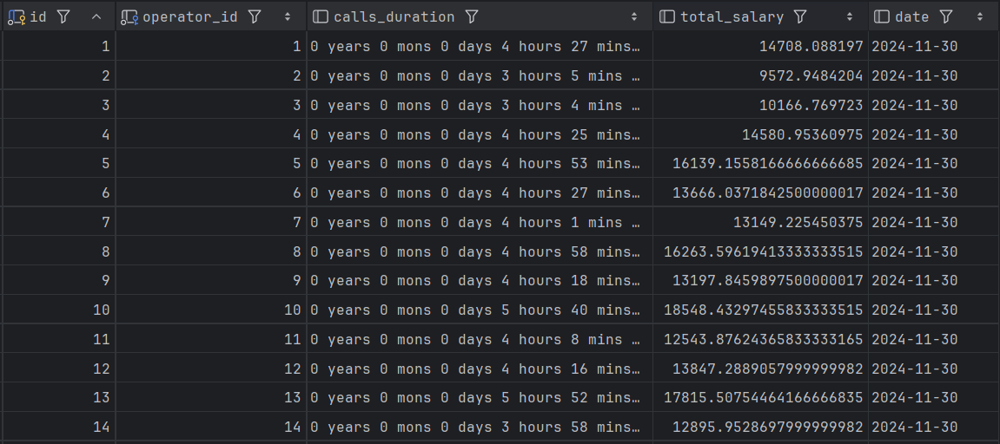 id operator_id calls_duration total_salary date
1 1 0 years 0 mons 0 days 4 hours 27 mins… 14708.088197 2024-11-30
2 2 0 years 0 mons 0 days 3 hours 5 mins … 9572.9484204 2024-11-30
3 3 0 years 0 mons 0 days 3 hours 4 mins … 10166.769723 2024-11-30
4 4 0 years 0 mons 0 days 4 hours 25 mins… 14580.95360975 2024-11-30
5 5 0 years 0 mons 0 days 4 hours 53 mins… 16139.1558166666666685 2024-11-30
6 6 0 years 0 mons 0 days 4 hours 27 mins… 13666.0371842500000017 2024-11-30
7 7 0 years 0 mons 0 days 4 hours 1 mins … 13149.225450375 2024-11-30
8 8 0 years 0 mons 0 days 4 hours 58 mins… 16263.59619413333333515 2024-11-30
9 9 0 years 0 mons 0 days 4 hours 18 mins… 13197.8459897500000017 2024-11-30
10 10 0 years 0 mons 0 days 5 hours 40 mins… 18548.43297455833333515 2024-11-30
11 11 0 years 0 mons 0 days 4 hours 8 mins … 12543.87624365833333165 2024-11-30
12 12 0 years 0 mons 0 days 4 hours 16 mins… 13847.2889057999999982 2024-11-30
13 13 0 years 0 mons 0 days 5 hours 52 mins… 17815.50754464166666835 2024-11-30
14 14 0 years 0 mons 0 days 3 hours 58 mins… 12895.9528697999999982 2024-11-30